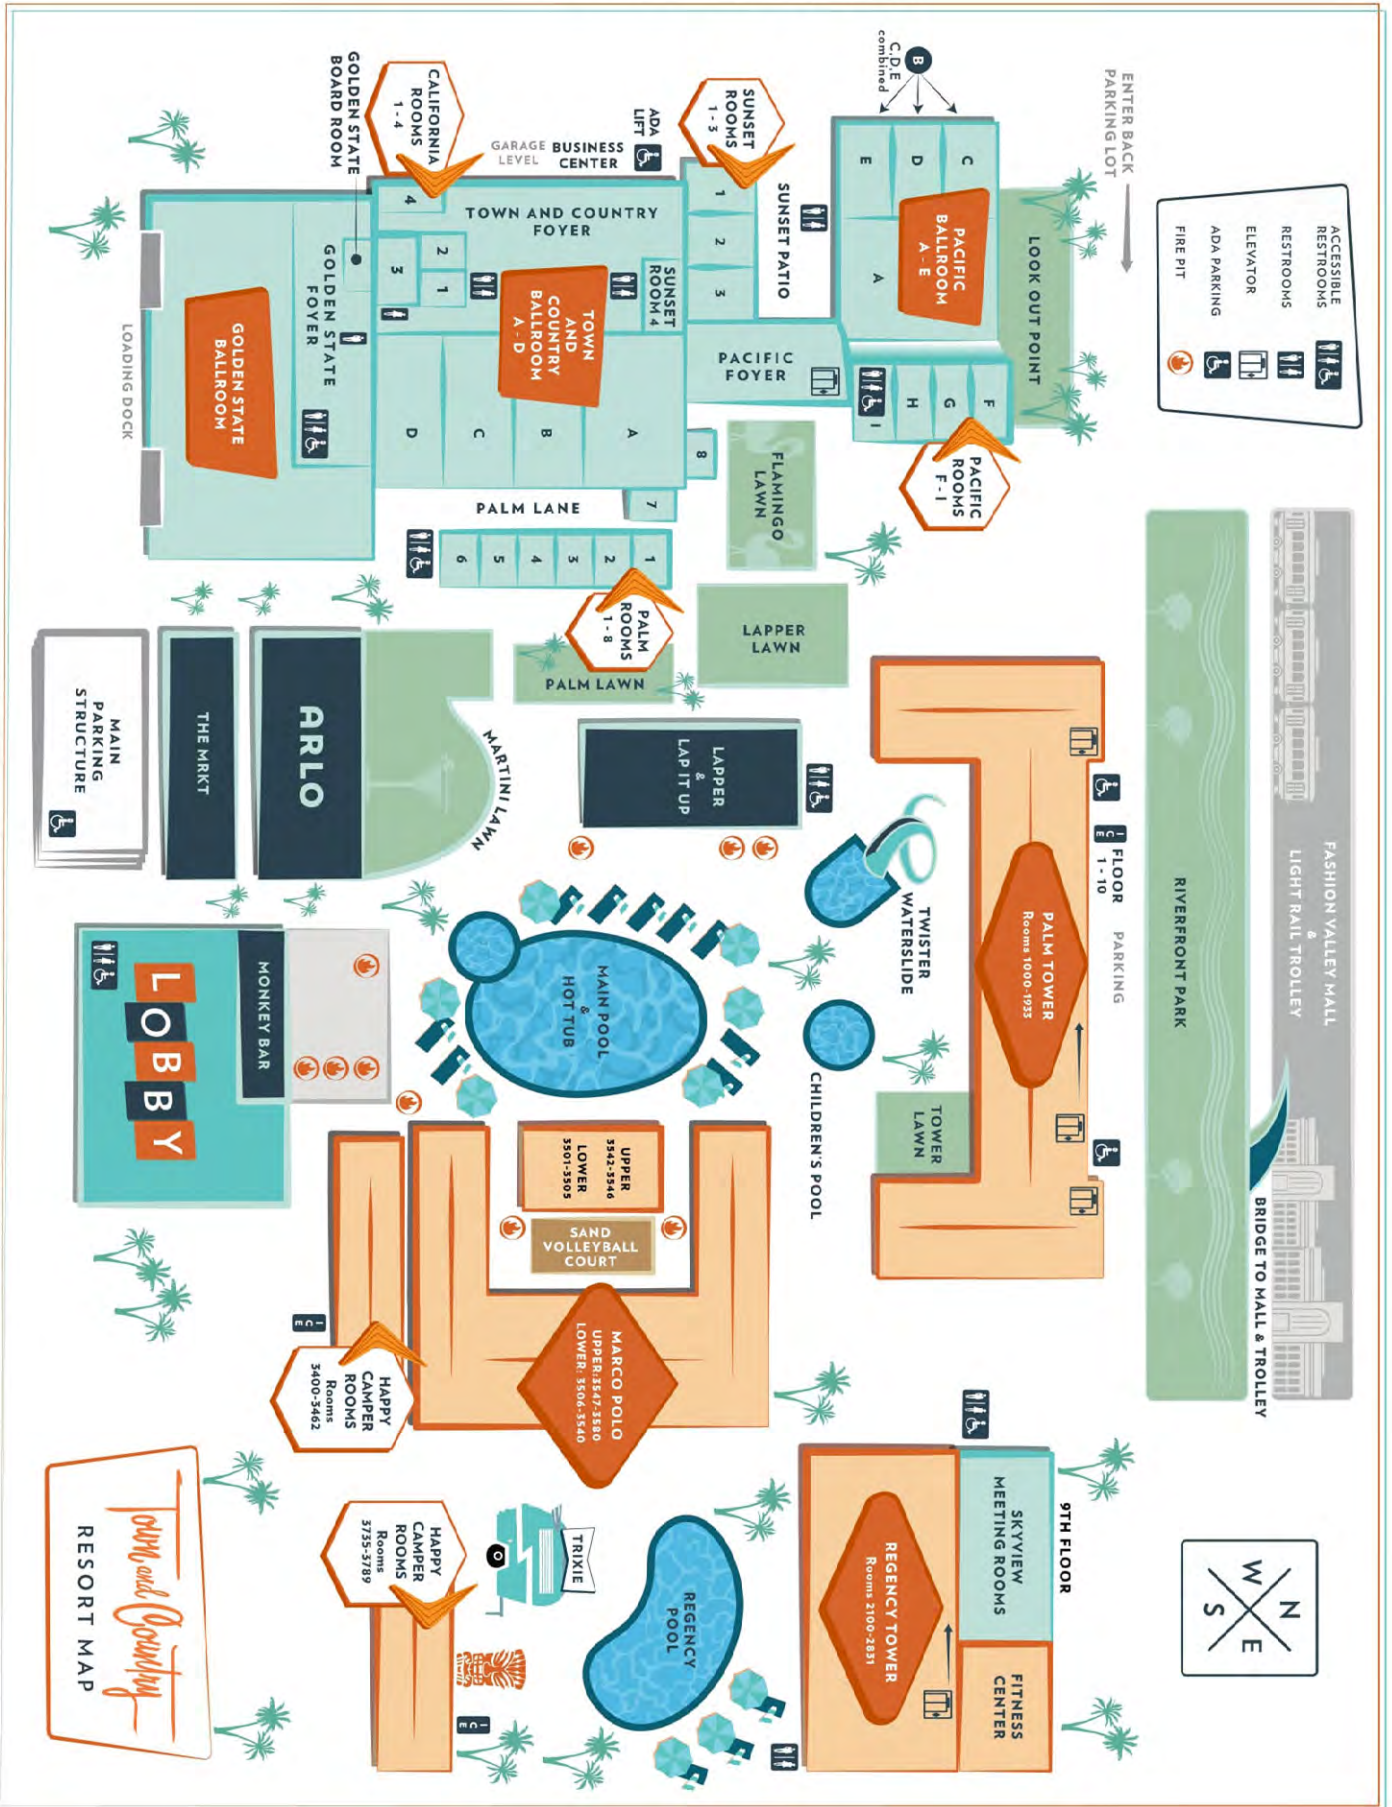 ENTER BACK
PARKING LOT
ACCESSIBLE
RESTROOMS
RESTROOMS
ELEVATOR
ADA PARKING
FIRE PIT
B
C,D,E
combined
C
D
E
A
PACIFIC
BALLROOM
A - E
LOOK OUT POINT
F
G
H
I
PACIFIC
ROOMS
F - I
SUNSET
ROOMS
1 - 3
1
2
3
SUNSET PATIO
PACIFIC
FOYER
ADA
LIFT
BUSINESS
CENTER
GARAGE
LEVEL
CALIFORNIA
ROOMS
1 - 4
GOLDEN STATE
BOARD ROOM
TOWN AND COUNTRY
FOYER
SUNSET
ROOM 4
TOWN
AND
COUNTRY
BALLROOM
A - D
A
B
C
D
4
2
1
3
GOLDEN STATE
FOYER
GOLDEN STATE
BALLROOM
LOADING DOCK
8
7
PALM LANE
1
2
3
4
5
6
PALM
ROOMS
1 - 8
FLAMINGO
LAWN
LAPPER
LAWN
PALM LAWN
FASHION VALLEY MALL
&
LIGHT RAIL TROLLEY
RIVERFRONT PARK
BRIDGE TO MALL & TROLLEY
MAIN
PARKING
STRUCTURE
THE MRKT
ARLO
MARTINI LAWN
LAPPER
&
LAP IT UP
ICE
FLOOR
1 - 10
PARKING
PALM TOWER
Rooms 1000-1933
TWISTER
WATERSLIDE
CHILDREN'S POOL
TOWER
LAWN
MAIN POOL
&
HOT TUB
MONKEY BAR
LOBBY
UPPER
3542-3546
LOWER
3501-3505
SAND
VOLLEYBALL
COURT
MARCO POLO
UPPER:3547-3580
LOWER: 3506-3540
ICE
HAPPY
CAMPER
ROOMS
Rooms
3400-3462
9TH FLOOR
SKYVIEW
MEETING ROOMS
FITNESS
CENTER
REGENCY TOWER
Rooms 2100-2831
REGENCY
POOL
TRIXIE
HAPPY
CAMPER
ROOMS
Rooms
3735-3789
ICE
N
W
E
S
Town and Country
RESORT MAP